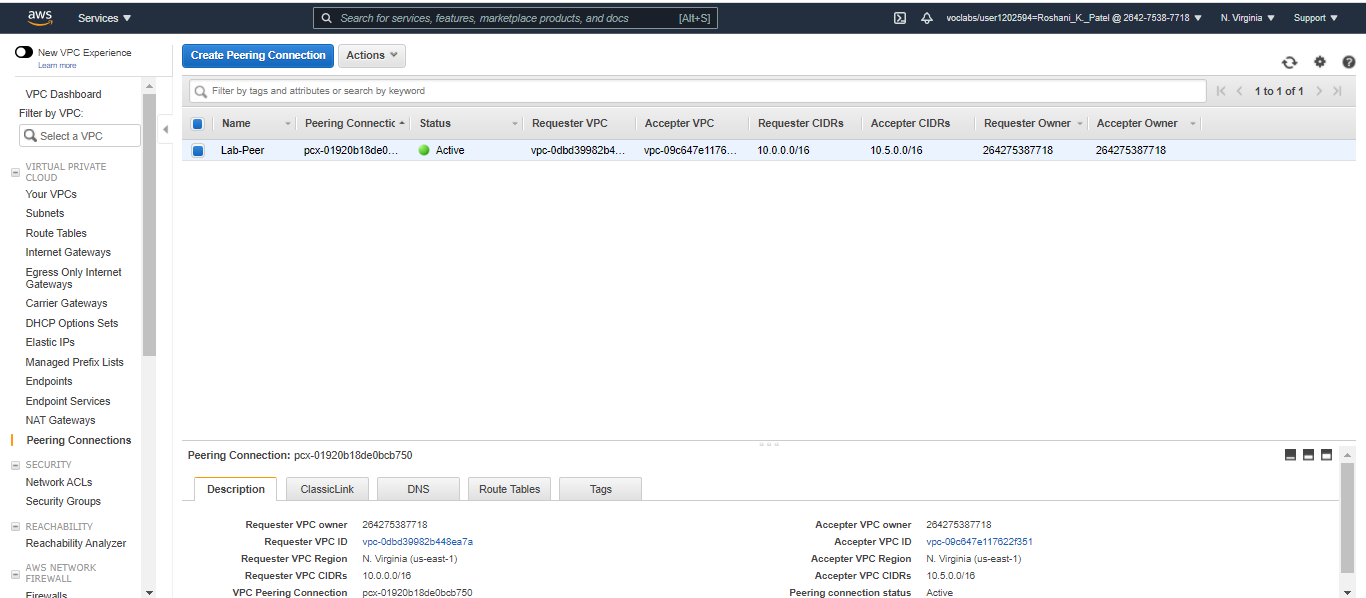 aws Services Search for services, features, marketplace products, and docs [Alt+S] voclabs/user1202594=Roshani_K._Patel @ 2642-7538-7718 N. Virginia Support
New VPC Experience
Learn more
VPC Dashboard
Filter by VPC:
Select a VPC
VIRTUAL PRIVATE
CLOUD
Your VPCs
Subnets
Route Tables
Internet Gateways
Egress Only Internet
Gateways
Carrier Gateways
DHCP Options Sets
Elastic IPs
Managed Prefix Lists
Endpoints
Endpoint Services
NAT Gateways
Peering Connections
SECURITY
Network ACLs
Security Groups
REACHABILITY
Reachability Analyzer
AWS NETWORK
FIREWALL
Firewalls
Create Peering Connection Actions
Filter by tags and attributes or search by keyword 1 to 1 of 1
Name Peering Connectic Status Requester VPC Accepter VPC Requester CIDRs Accepter CIDRs Requester Owner Accepter Owner
Lab-Peer pcx-01920b18de0... Active vpc-0dbd39982b4... vpc-09c647e1176... 10.0.0.0/16 10.5.0.0/16 264275387718 264275387718
Peering Connection: pcx-01920b18de0bcb750
Description ClassicLink DNS Route Tables Tags
Requester VPC owner 264275387718 Accepter VPC owner 264275387718
Requester VPC ID vpc-0dbd39982b448ea7a Accepter VPC ID vpc-09c647e117622f351
Requester VPC Region N. Virginia (us-east-1) Accepter VPC Region N. Virginia (us-east-1)
Requester VPC CIDRs 10.0.0.0/16 Accepter VPC CIDRs 10.5.0.0/16
VPC Peering Connection pcx-01920b18de0bcb750 Peering connection status Active